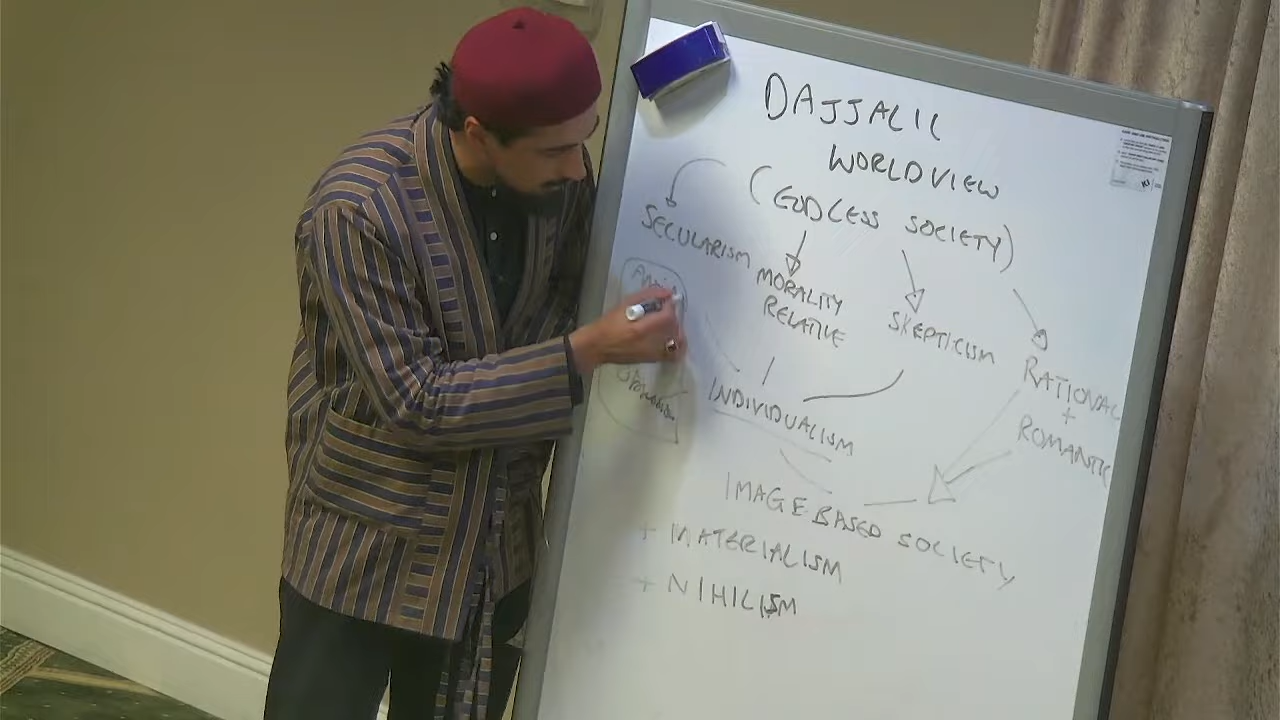 DAJJALIC
WORLDVIEW
(GODLESS SOCIETY)
SECULARISM
MORALITY
RELATIVE
SKEPTICISM
RATIONAL
+
ROMANTIC
INDIVIDUALISM
IMAGE BASED SOCIETY
+ MATERIALISM
+ NIHILISM